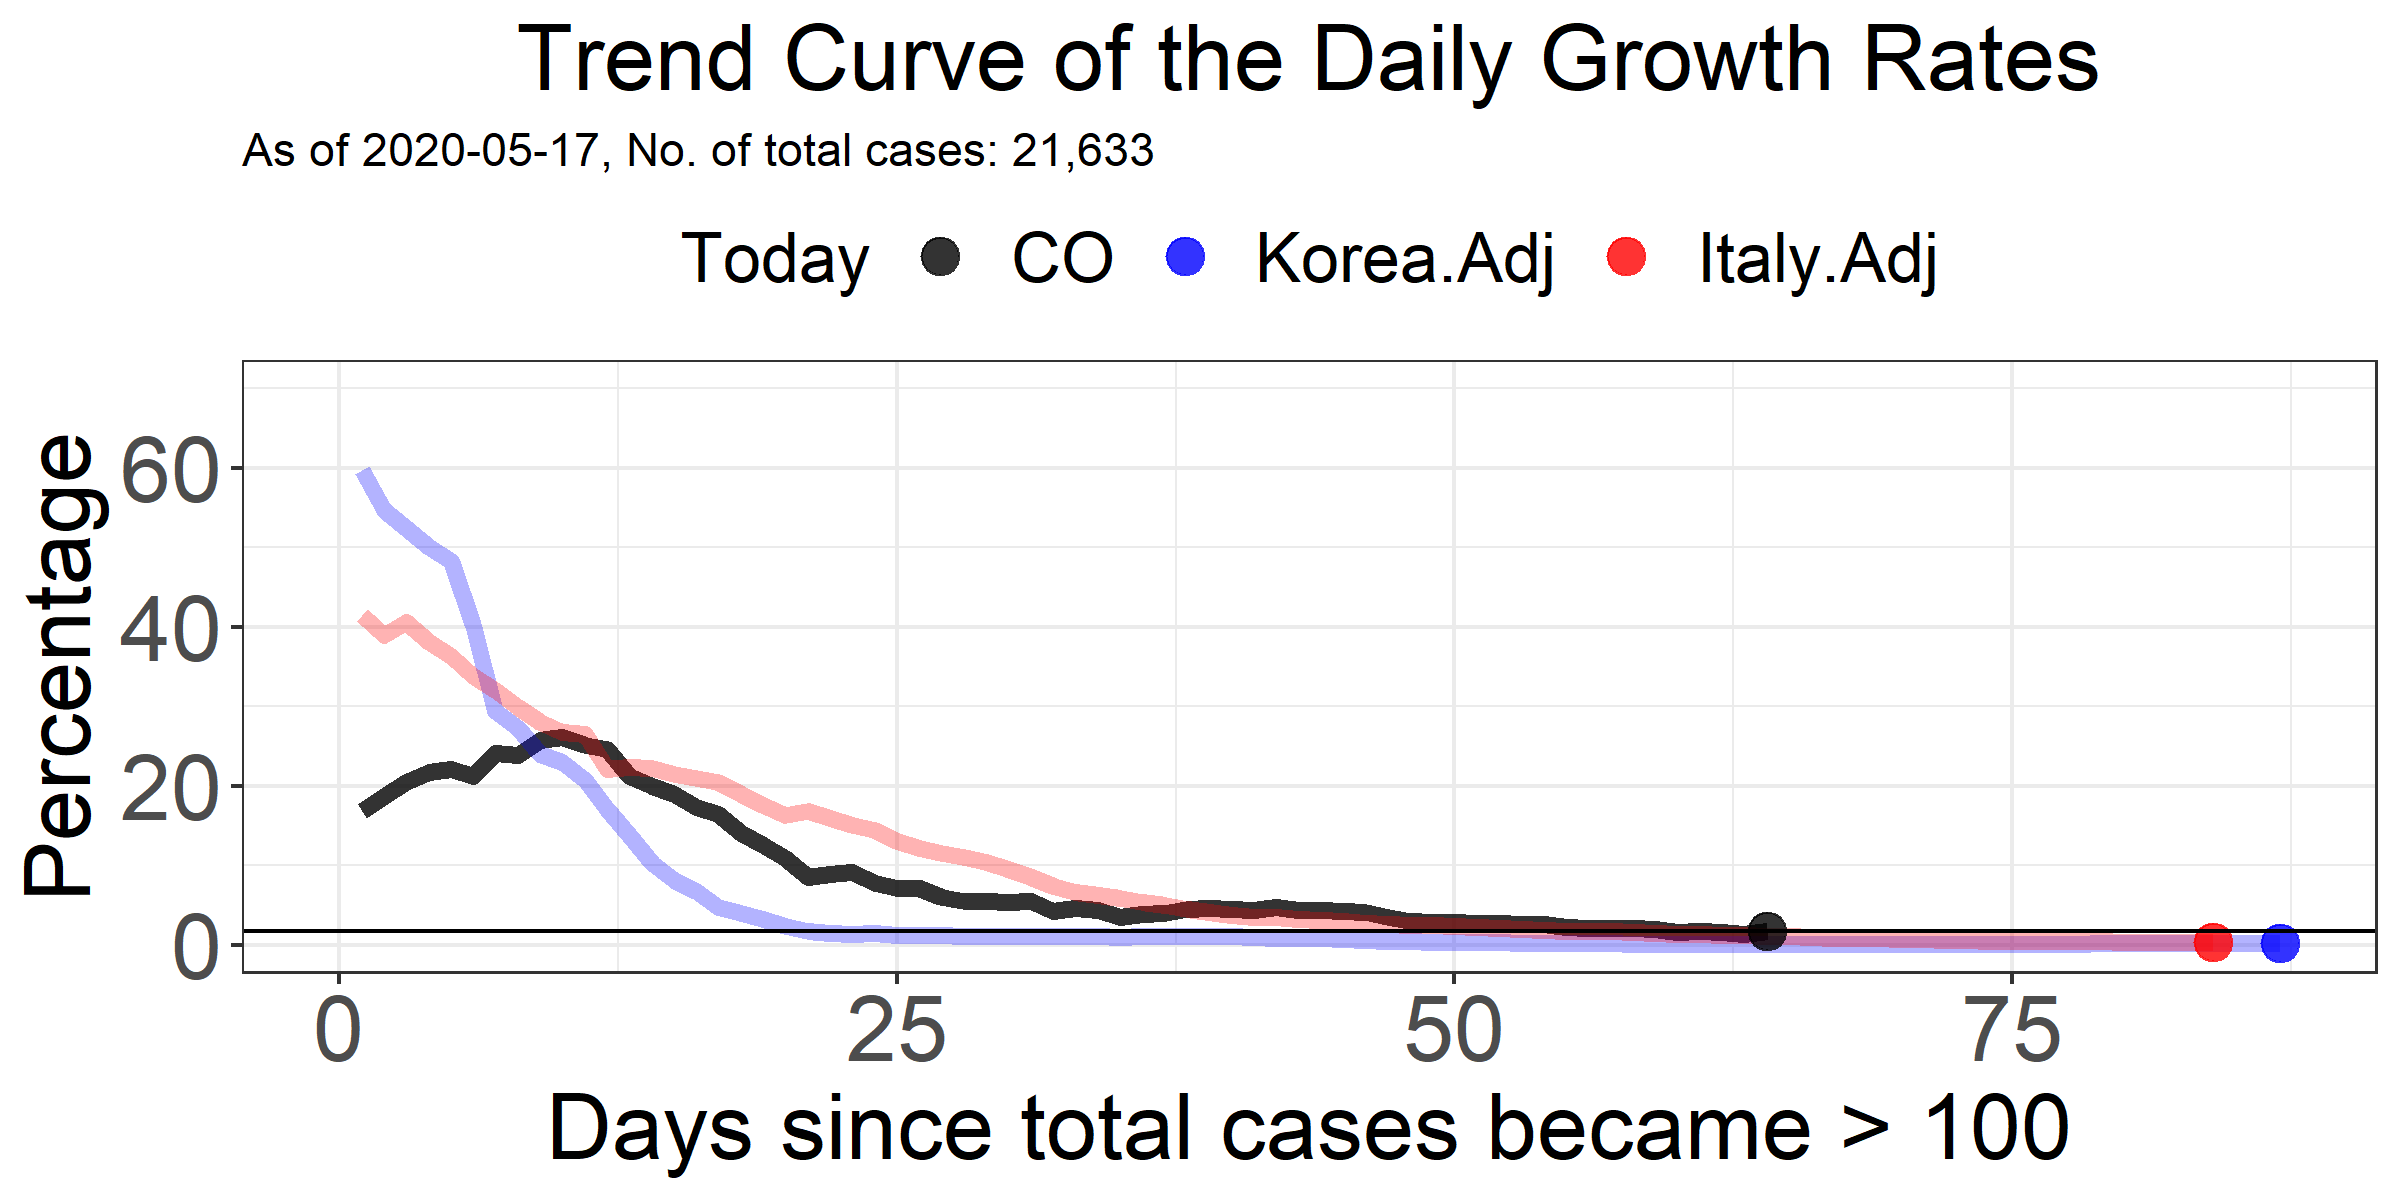 Trend Curve of the Daily Growth Rates
As of 2020-05-17, No. of total cases: 21,633
Today CO Korea.Adj Italy.Adj
Percentage
60
40
20
0
0 25 50 75
Days since total cases became > 100